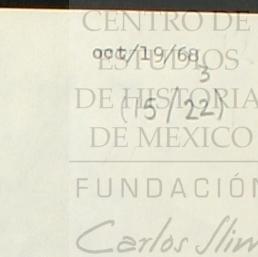 CENTRO DE
oct/19/68
ESTUDIOS
3
DE HISTORIA
(15/22)
DE MEXICO
FUNDACIÓN
Carlos Slim